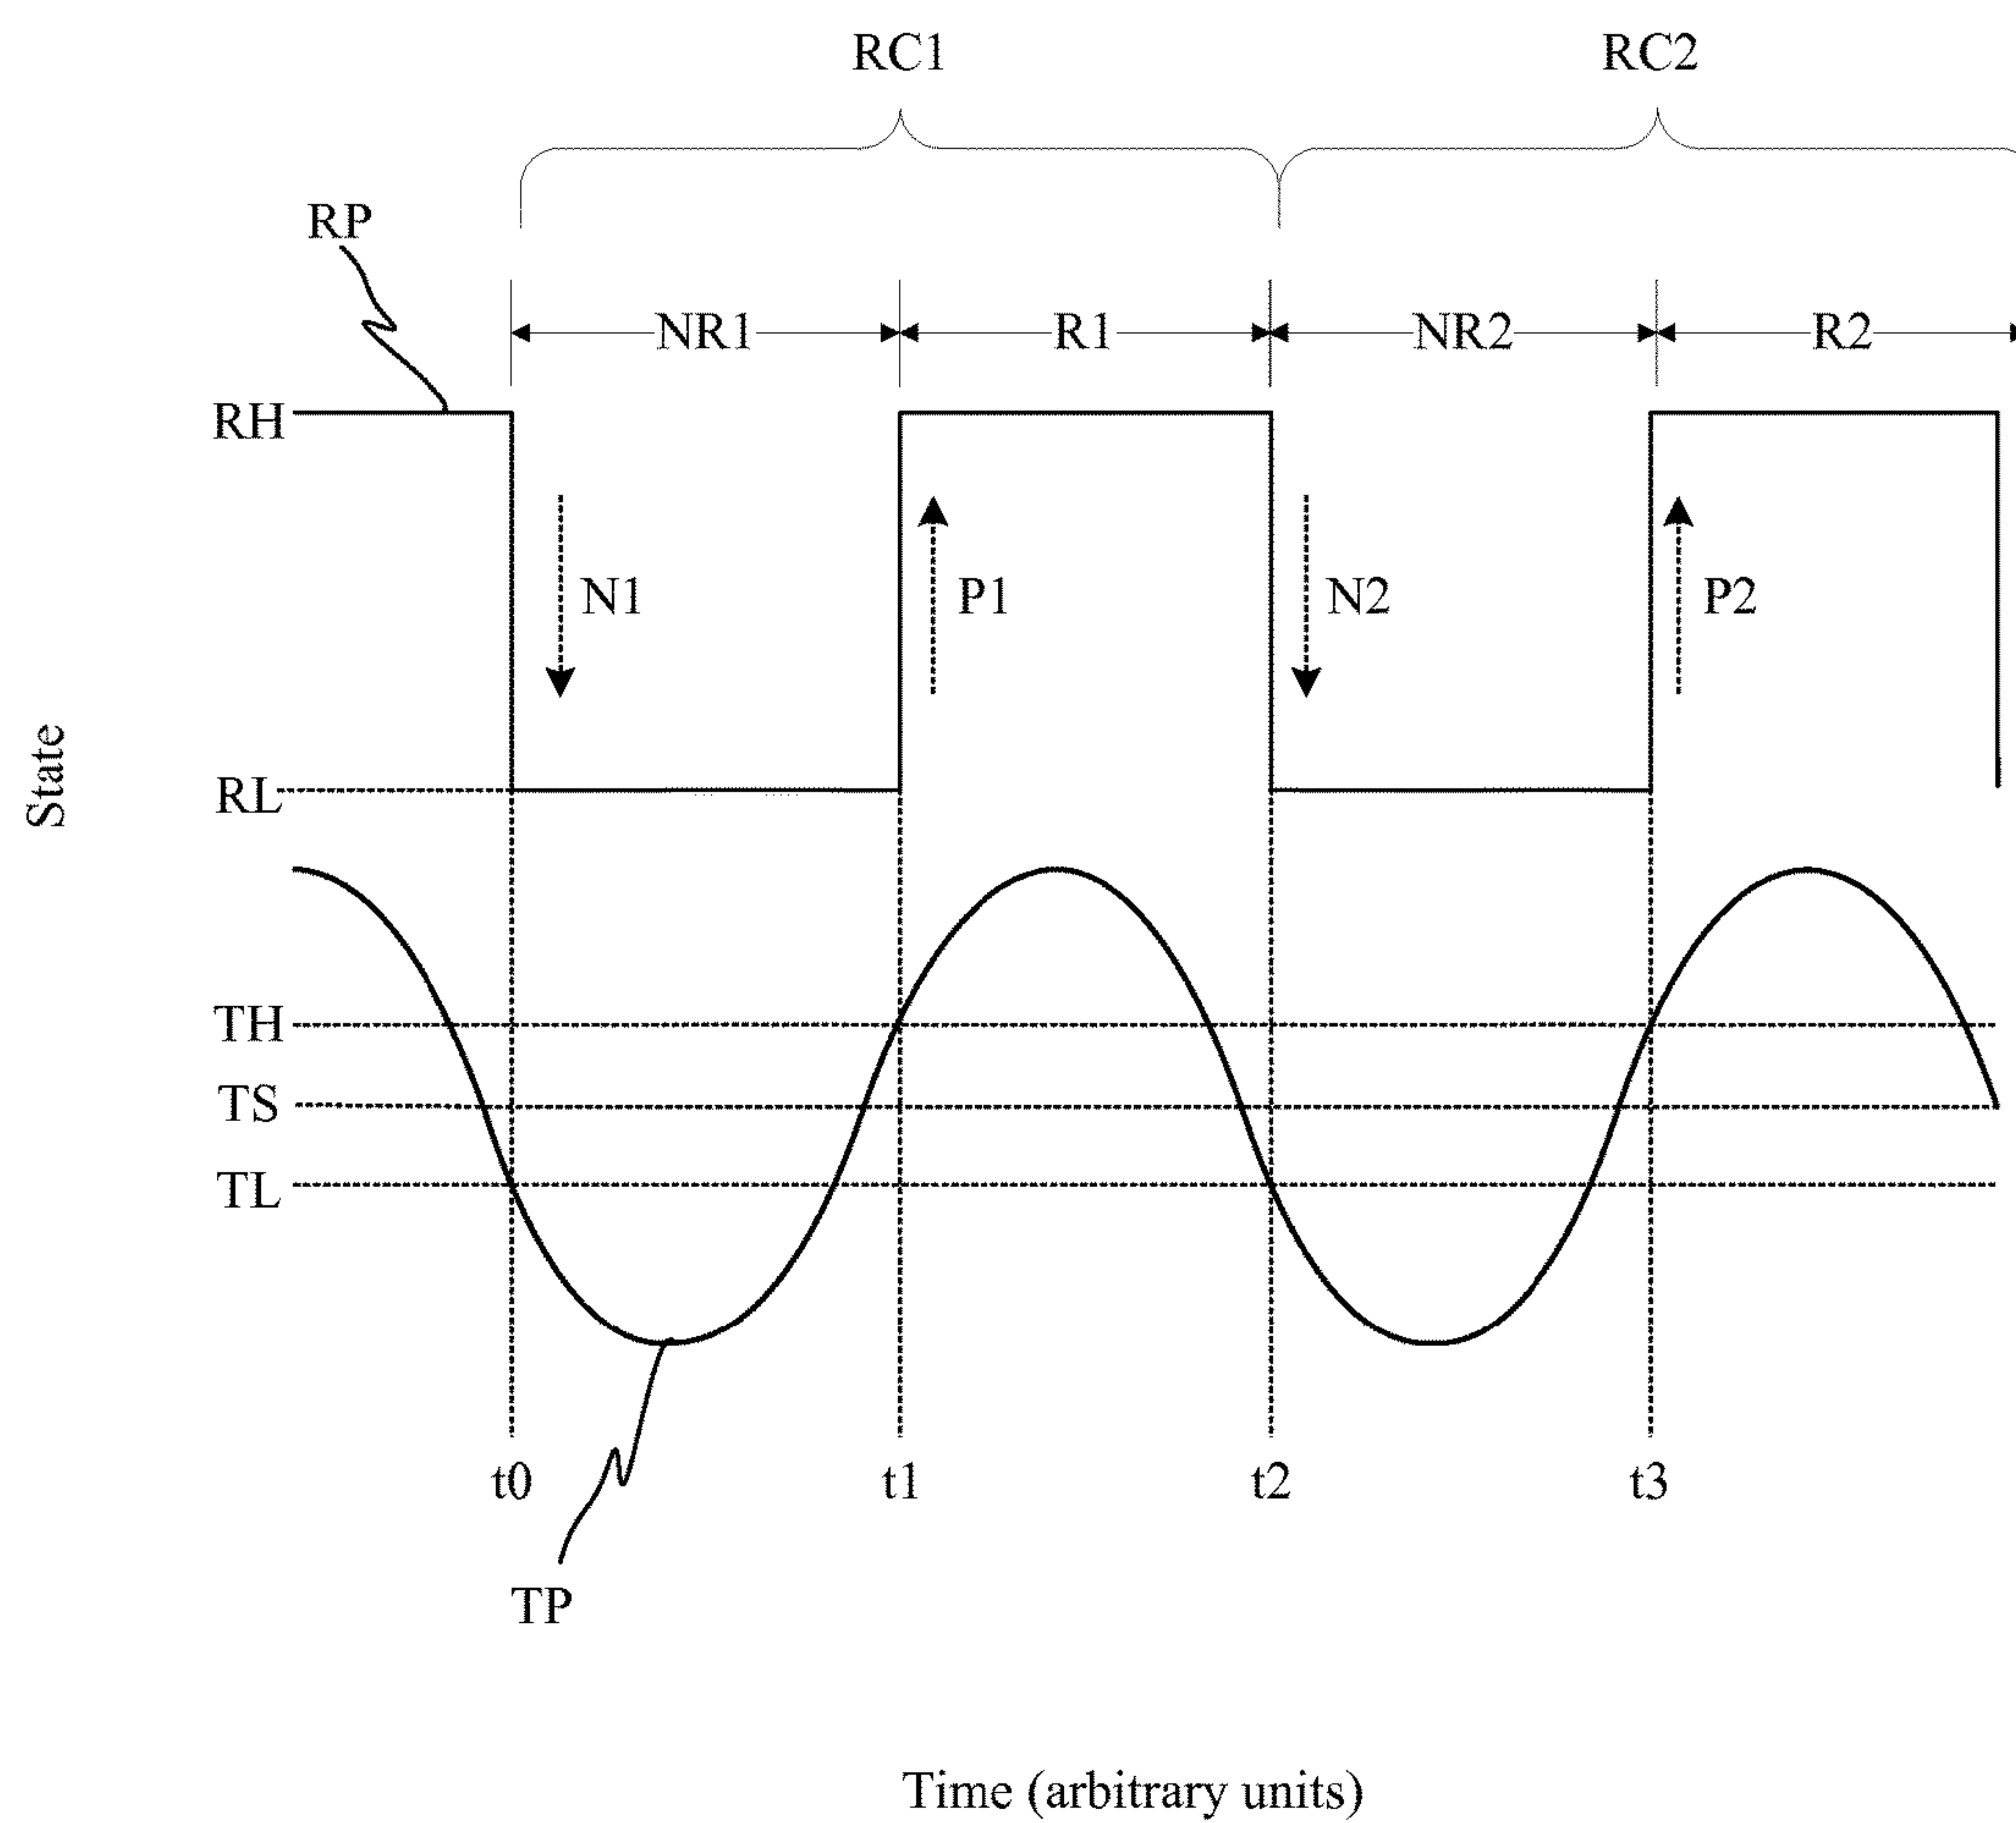 RC1 RC2
RP
NR1 R1 NR2 R2
RH
N1 P1 N2 P2
State
RL
TH
TS
TL
t0 t1 t2 t3
TP
Time (arbitrary units)